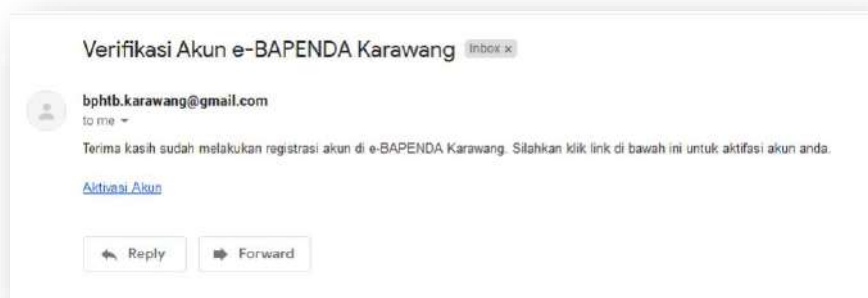 Verifikasi Akun e-BAPENDA Karawang Inbox x
bphtb.karawang@gmail.com
to me
Terima kasih sudah melakukan registrasi akun di e-BAPENDA Karawang. Silahkan klik link di bawah ini untuk aktifasi akun anda.
Aktivasi Akun
Reply Forward